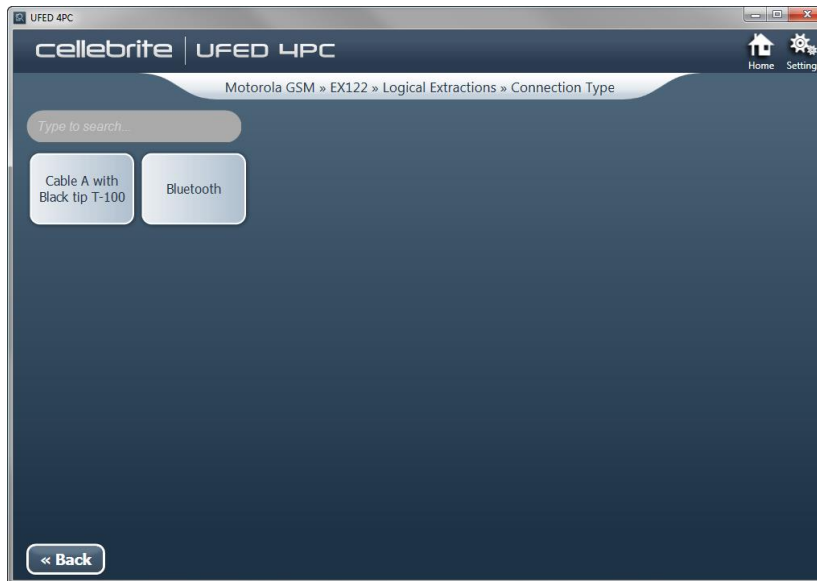 UFED 4PC
cellebrite UFED 4PC
Home Setting
Motorola GSM » EX122 » Logical Extractions » Connection Type
Type to search...
Cable A with
Black tip T-100
Bluetooth
« Back